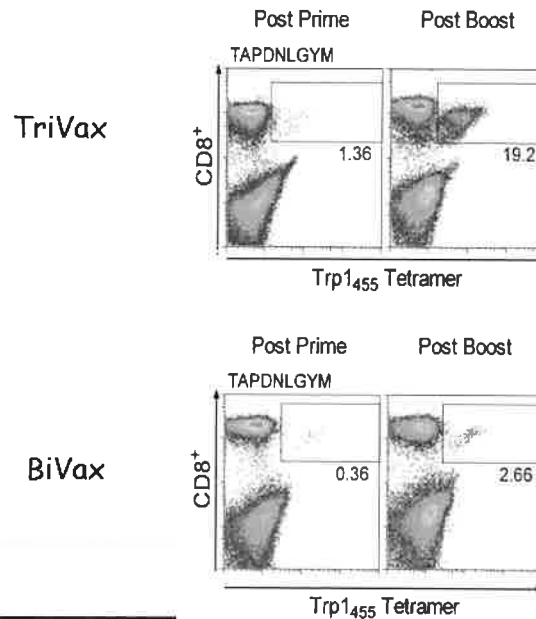 Post Prime Post Boost
TAPDNLGYM
TriVax
CD8+
1.36 19.2
Trp1455 Tetramer
Post Prime Post Boost
TAPDNLGYM
BiVax
CD8+
0.36 2.66
Trp1455 Tetramer